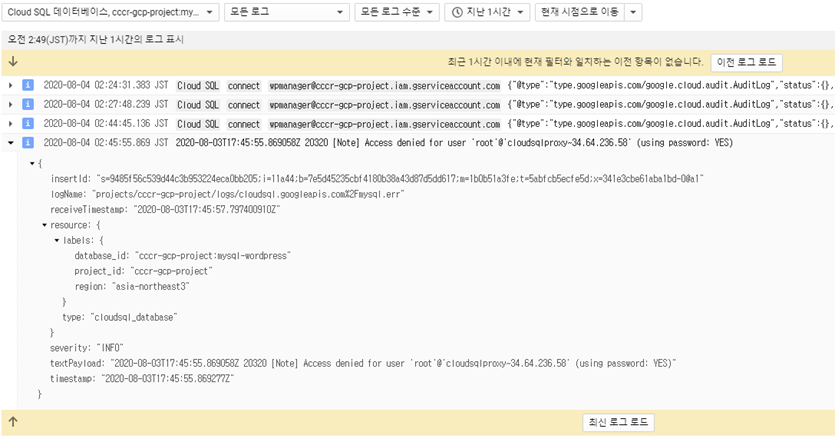 Cloud SQL 데이터베이스, cccr-gcp-project:my... 모든 로그 모든 로그 수준 지난 1시간 현재 시점으로 이동
오전 2:49(JST)까지 지난 1시간의 로그 표시
최근 1시간 이내에 현재 필터와 일치하는 이전 항목이 없습니다. 이전 로그 로드
2020-08-04 02:24:31.383 JST Cloud SQL connect wpmanager@cccr-gcp-project.iam.gserviceaccount.com {"@type":"type.googleapis.com/google.cloud.audit.AuditLog","status":{},
2020-08-04 02:27:48.239 JST Cloud SQL connect wpmanager@cccr-gcp-project.iam.gserviceaccount.com {"@type":"type.googleapis.com/google.cloud.audit.AuditLog","status":{},
2020-08-04 02:44:45.136 JST Cloud SQL connect wpmanager@cccr-gcp-project.iam.gserviceaccount.com {"@type":"type.googleapis.com/google.cloud.audit.AuditLog","status":{},
2020-08-04 02:45:55.869 JST 2020-08-03T17:45:55.869058Z 20320 [Note] Access denied for user 'root'@'cloudsqlproxy~34.64.236.58' (using password: YES)
{
insertId: "s=9485f56c539d44c3b953224eca0bb205;i=11a44;b=7e5d45235cbf4180b38a43d87d5dd617;m=1b0b51a3fe;t=5abfcb5ecfe5d;x=341e3cbe61aba1bd-0@a1"
logName: "projects/cccr-gcp-project/logs/cloudsql.googleapis.com%2Fmysql.err"
receiveTimestamp: "2020-08-03T17:45:57.797400910Z"
resource: {
labels: {
database_id: "cccr-gcp-project:mysql-wordpress"
project_id: "cccr-gcp-project"
region: "asia-northeast3"
}
type: "cloudsql_database"
}
severity: "INFO"
textPayload: "2020-08-03T17:45:55.869058Z 20320 [Note] Access denied for user 'root'@'cloudsqlproxy~34.64.236.58' (using password: YES)"
timestamp: "2020-08-03T17:45:55.869277Z"
}
최신 로그 로드